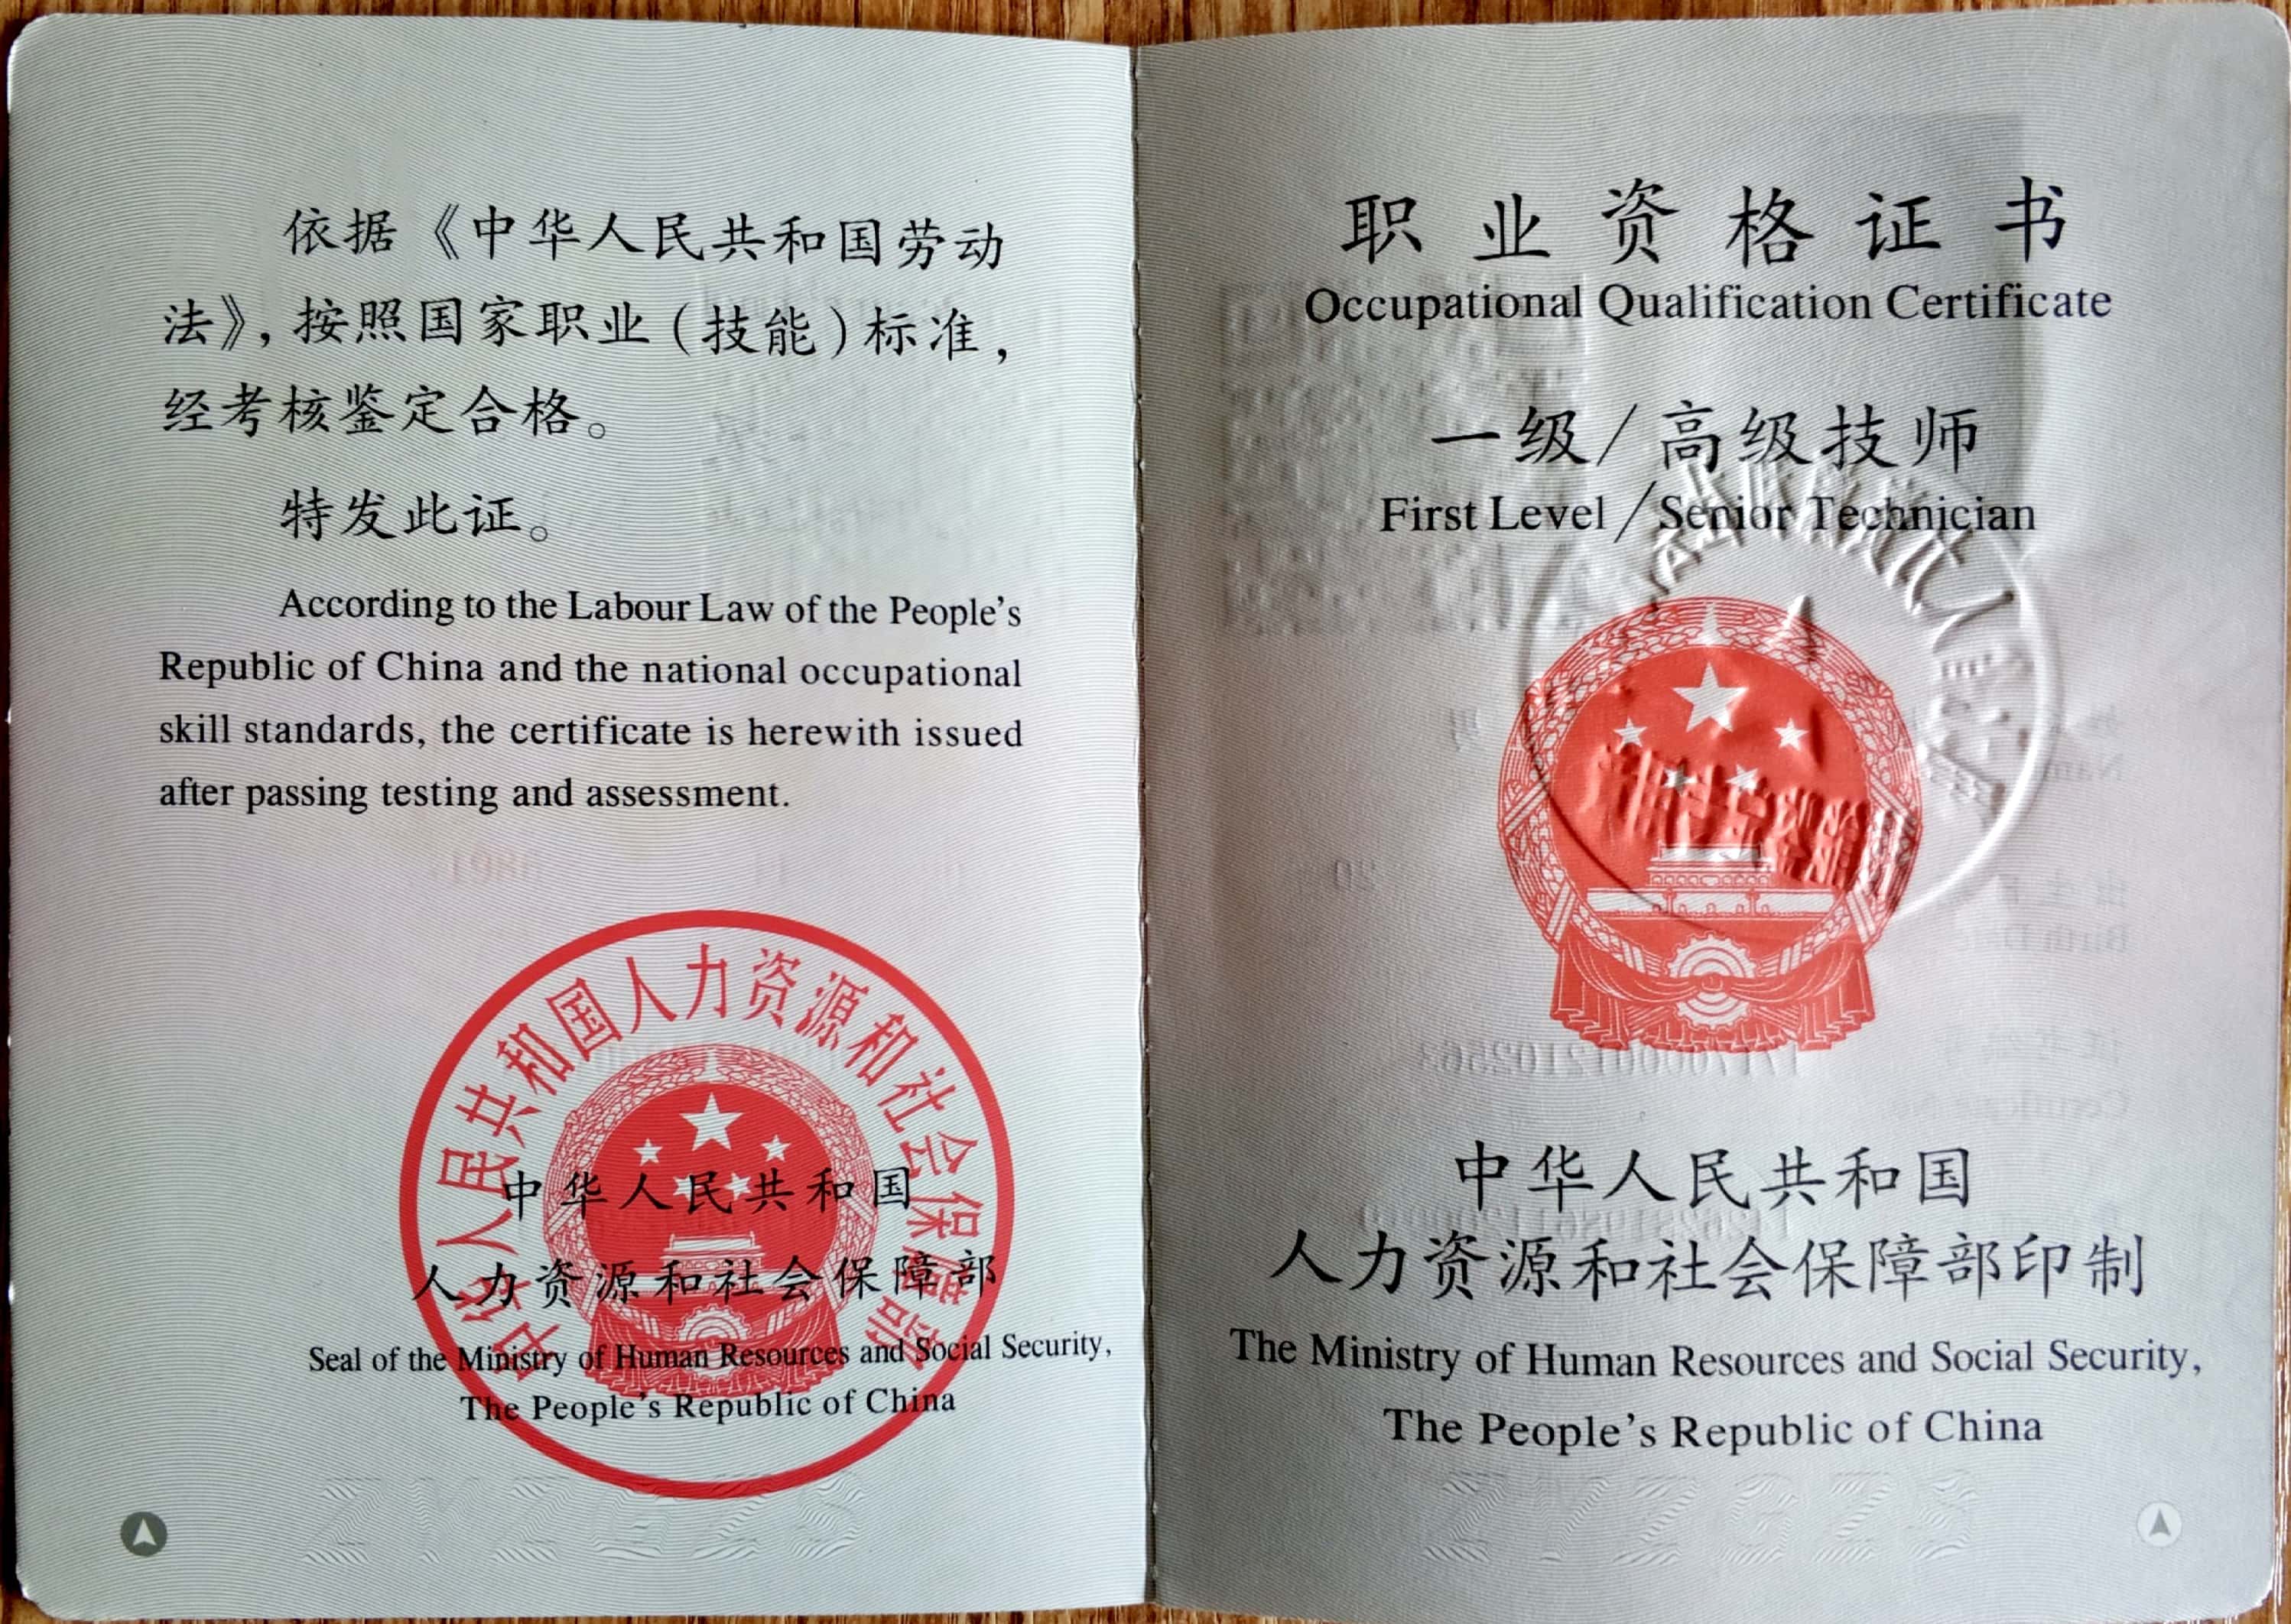 依据《中华人民共和国劳动
法》，按照国家职业（技能）标准，
经考核鉴定合格。
特发此证。
According to the Labour Law of the People's
Republic of China and the national occupational
skill standards, the certificate is herewith issued
after passing testing and assessment.
中华人民共和国人力资源和社会保障部
中华人民共和国
人力资源和社会保障部
Seal of the Ministry of Human Resources and Social Security,
The People's Republic of China
ZYZGZS
职业资格证书
Occupational Qualification Certificate
一级/高级技师
First Level/Senior Technician
中华人民共和国
人力资源和社会保障部印制
The Ministry of Human Resources and Social Security,
The People's Republic of China
ZYZGZS